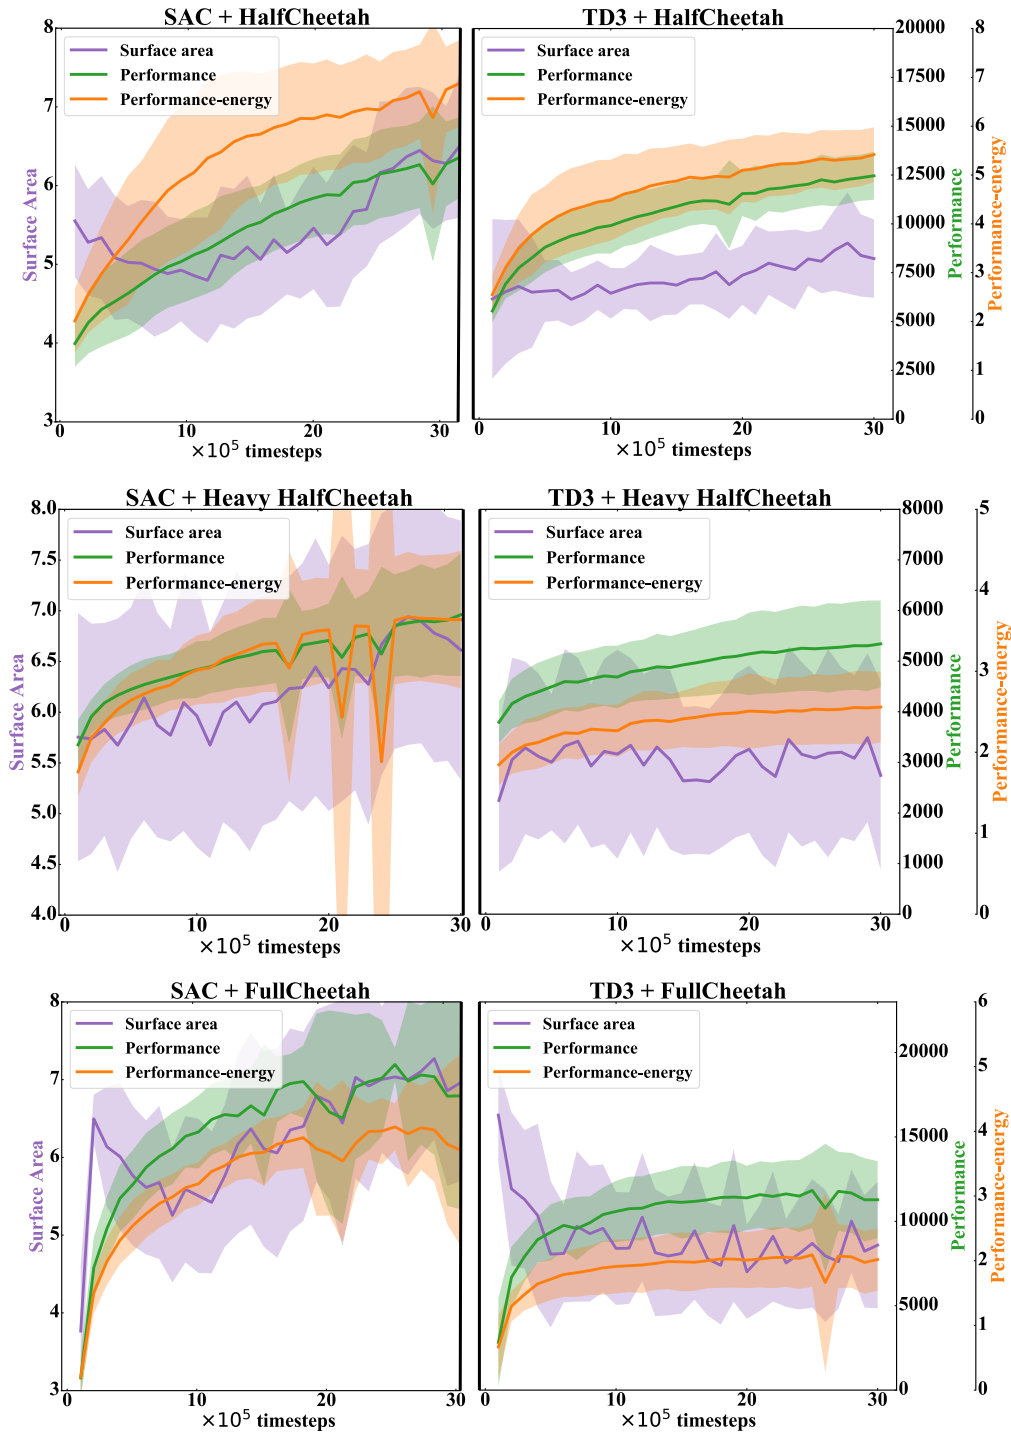 SAC + HalfCheetah
TD3 + HalfCheetah
8
7
6
5
4
3
Surface Area
Surface area
Performance
Performance-energy
0
10
20
30
×10⁵ timesteps
Surface area
Performance
Performance-energy
0
10
20
30
×10⁵ timesteps
20000
17500
15000
12500
10000
7500
5000
2500
0
Performance
8
7
6
5
4
3
2
1
0
Performance-energy
SAC + Heavy HalfCheetah
TD3 + Heavy HalfCheetah
8.0
7.5
7.0
6.5
6.0
5.5
5.0
4.5
4.0
Surface Area
Surface area
Performance
Performance-energy
0
10
20
30
×10⁵ timesteps
Surface area
Performance
Performance-energy
0
10
20
30
×10⁵ timesteps
8000
7000
6000
5000
4000
3000
2000
1000
0
Performance
5
4
3
2
1
0
Performance-energy
SAC + FullCheetah
TD3 + FullCheetah
8
7
6
5
4
3
Surface Area
Surface area
Performance
Performance-energy
0
10
20
30
×10⁵ timesteps
Surface area
Performance
Performance-energy
0
10
20
30
×10⁵ timesteps
20000
15000
10000
5000
0
Performance
6
5
4
3
2
1
0
Performance-energy